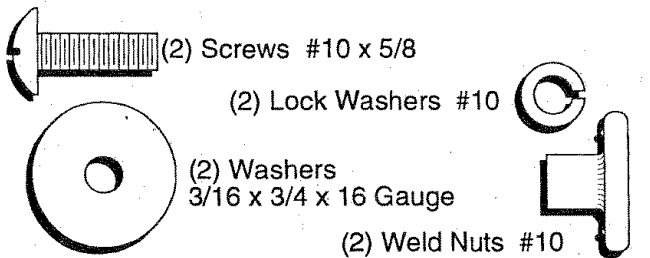 (2) Screws #10 x 5/8
(2) Lock Washers #10
(2) Washers
3/16 x 3/4 x 16 Gauge
(2) Weld Nuts #10